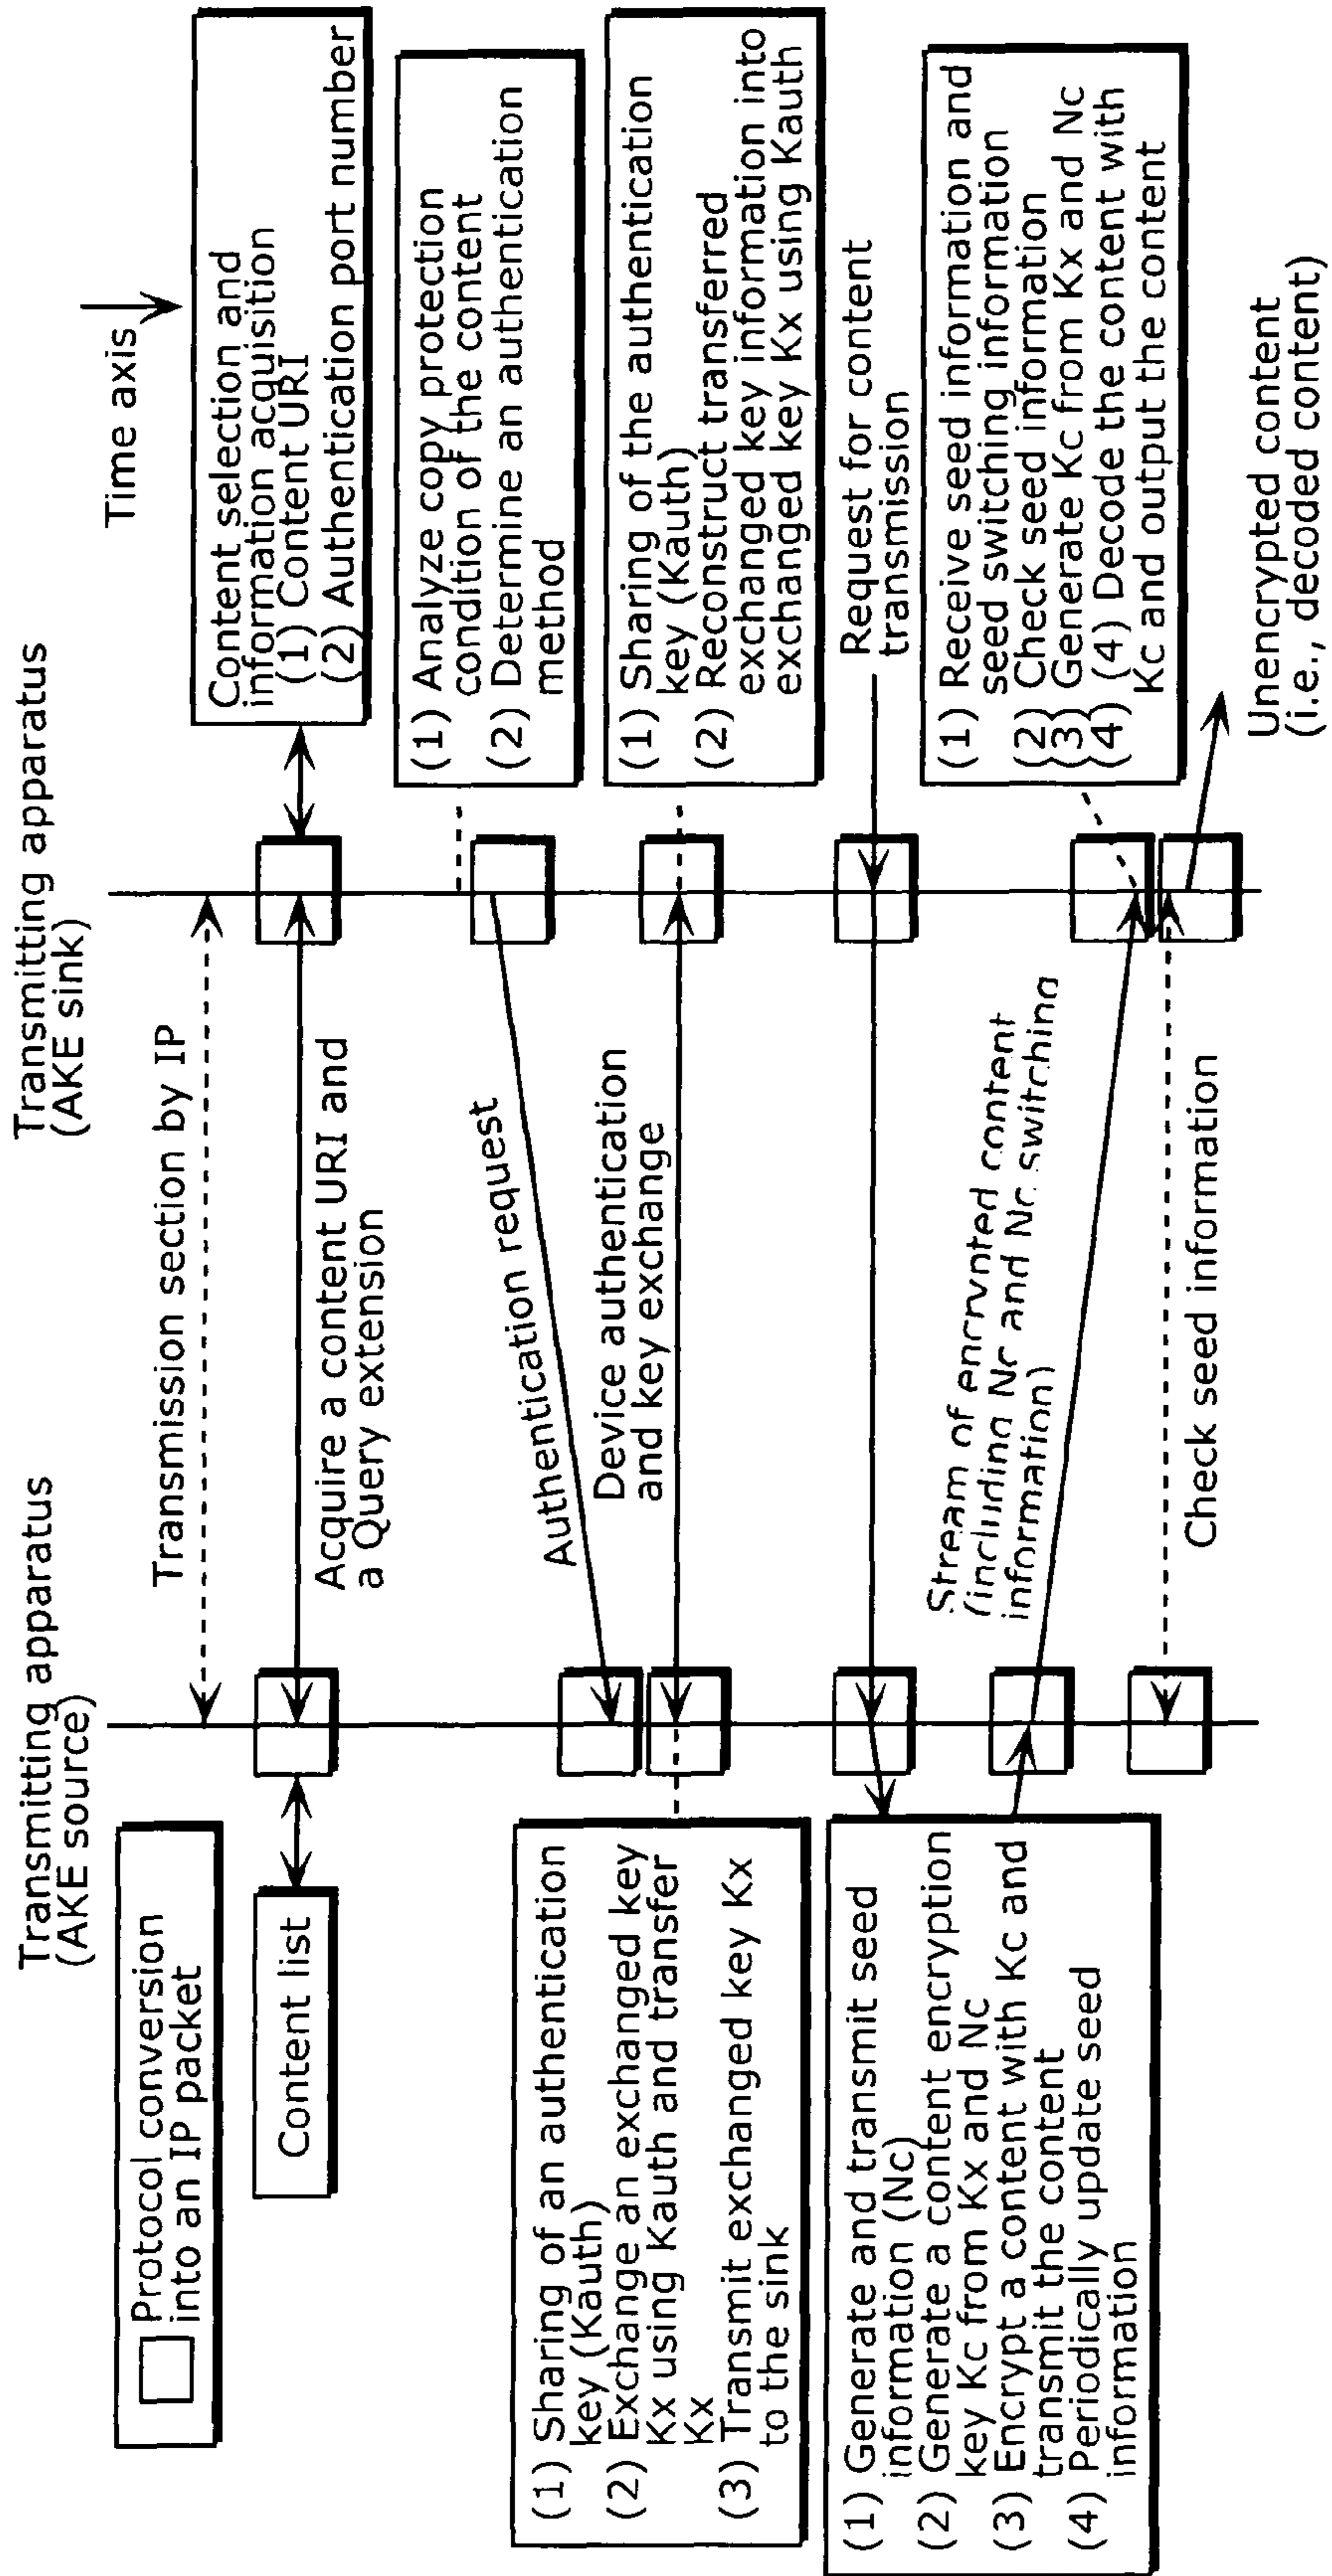 Transmitting apparatus
(AKE source)
Transmitting apparatus
(AKE sink)
Time axis
Protocol conversion
into an IP packet
Transmission section by IP
Content list
Acquire a content URI and
a Query extension
Content selection and
information acquisition
(1) Content URI
(2) Authentication port number
(1) Analyze copy protection
condition of the content
(2) Determine an authentication
method
Authentication request
(1) Sharing of an authentication
key (Kauth)
(2) Exchange an exchanged key
Kx using Kauth and transfer
Kx
(3) Transmit exchanged key Kx
to the sink
Device authentication
and key exchange
(1) Sharing of the authentication
key (Kauth)
(2) Reconstruct transferred
exchanged key information into
exchanged key Kx using Kauth
Request for content
transmission
(1) Generate and transmit seed
information (Nc)
(2) Generate a content encryption
key Kc from Kx and Nc
(3) Encrypt a content with Kc and
transmit the content
(4) Periodically update seed
information
Stream of encrypted content
(including Nc and Nc switching
information)
(1) Receive seed information and
seed switching information
(2) Check seed information
(3) Generate Kc from Kx and Nc
(4) (4) Decode the content with
Kc and output the content
Check seed information
Unencrypted content
(i.e., decoded content)